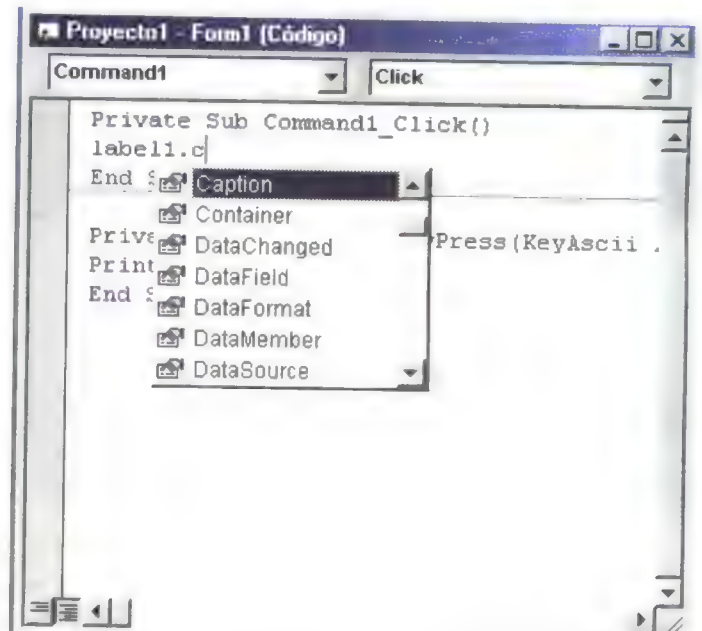 Proyecto1 - Form1 (Código)
Command1 Click
Private Sub Command1_Click()
label1.c
End S
Caption
Container
DataChanged
DataField
DataFormat
DataMember
DataSource
Priva Press(KeyAscii .
Print
End S